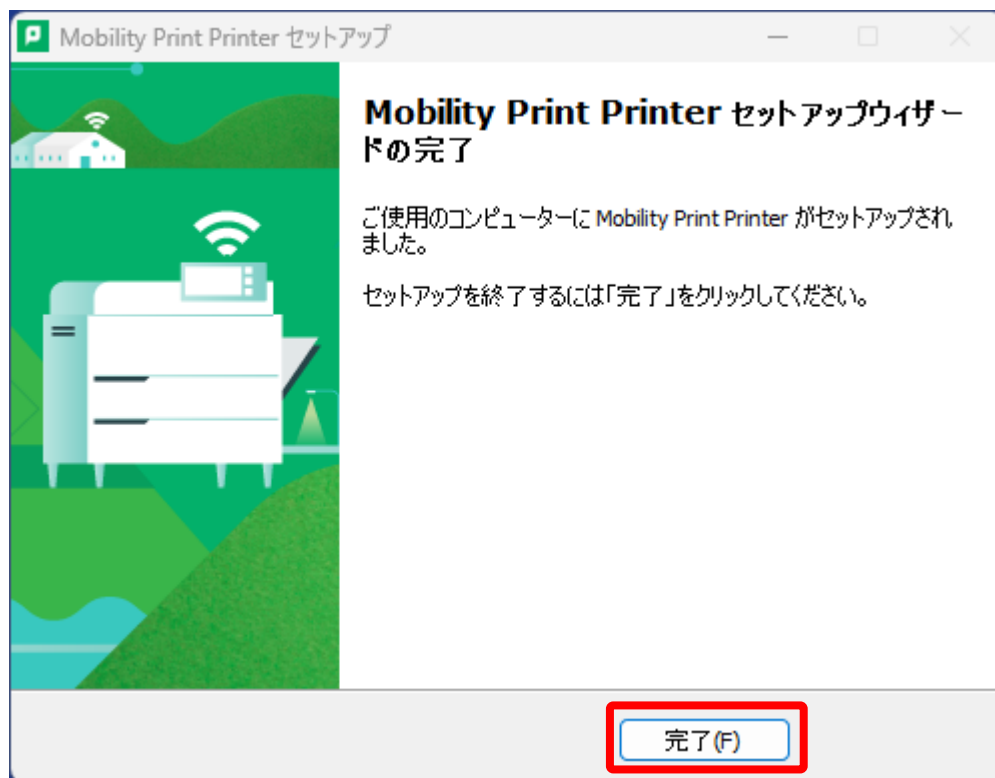 Mobility Print Printer セットアップ
Mobility Print Printer セットアップウィザー
ドの完了
ご使用のコンピューターに Mobility Print Printer がセットアップされ
ました。
セットアップを終了するには「完了」をクリックしてください。
完了(F)